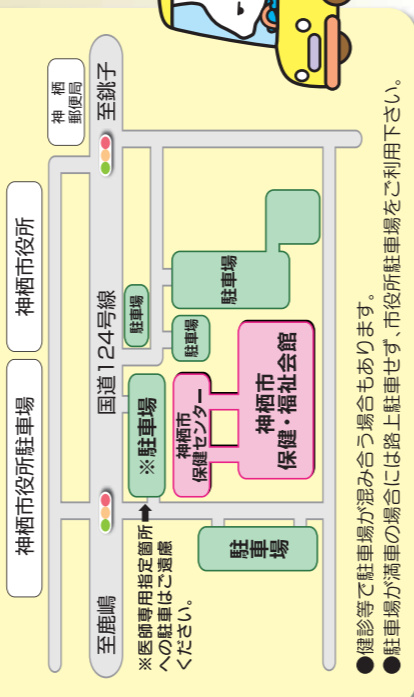 神栖市役所駐車場
神栖市役所
神栖
郵便局
至鹿嶋
国道124号線
至銚子
※医師専用指定箇所➡
への駐車はご遠慮
ください。
※駐車場
駐車場
駐車場
駐車場
神栖市
保健センター
神栖市
保健・福祉会館
駐
車
場
●健診等で駐車場が混み合う場合もあります。
●駐車場が満車の場合には路上駐車せず、市役所駐車場をご利用下さい。